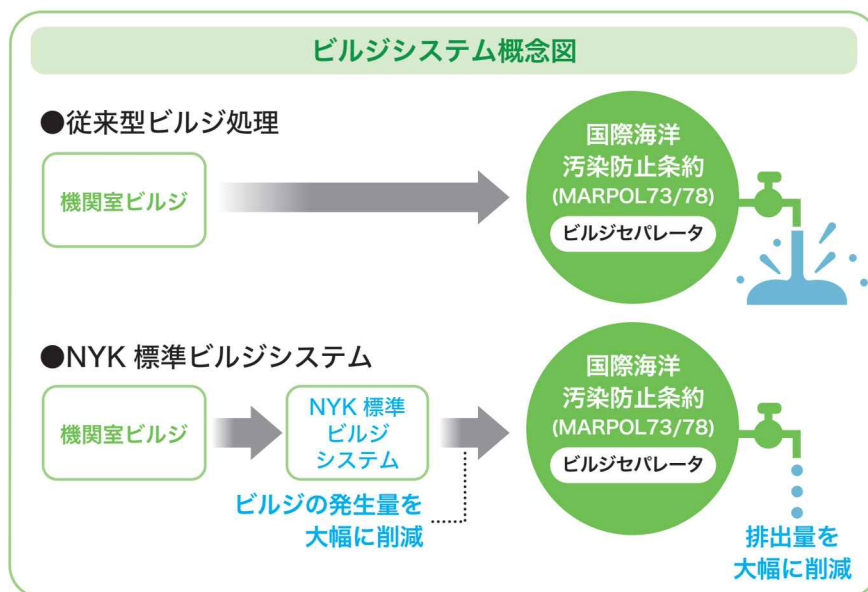 ビルジシステム概念図
●従来型ビルジ処理
機関室ビルジ
国際海洋
汚染防止条約
(MARPOL73/78)
ビルジセパレータ
●NYK 標準ビルジシステム
機関室ビルジ
NYK 標準
ビルジ
システム
ビルジの発生量を
大幅に削減
国際海洋
汚染防止条約
(MARPOL73/78)
ビルジセパレータ
排出量を
大幅に削減